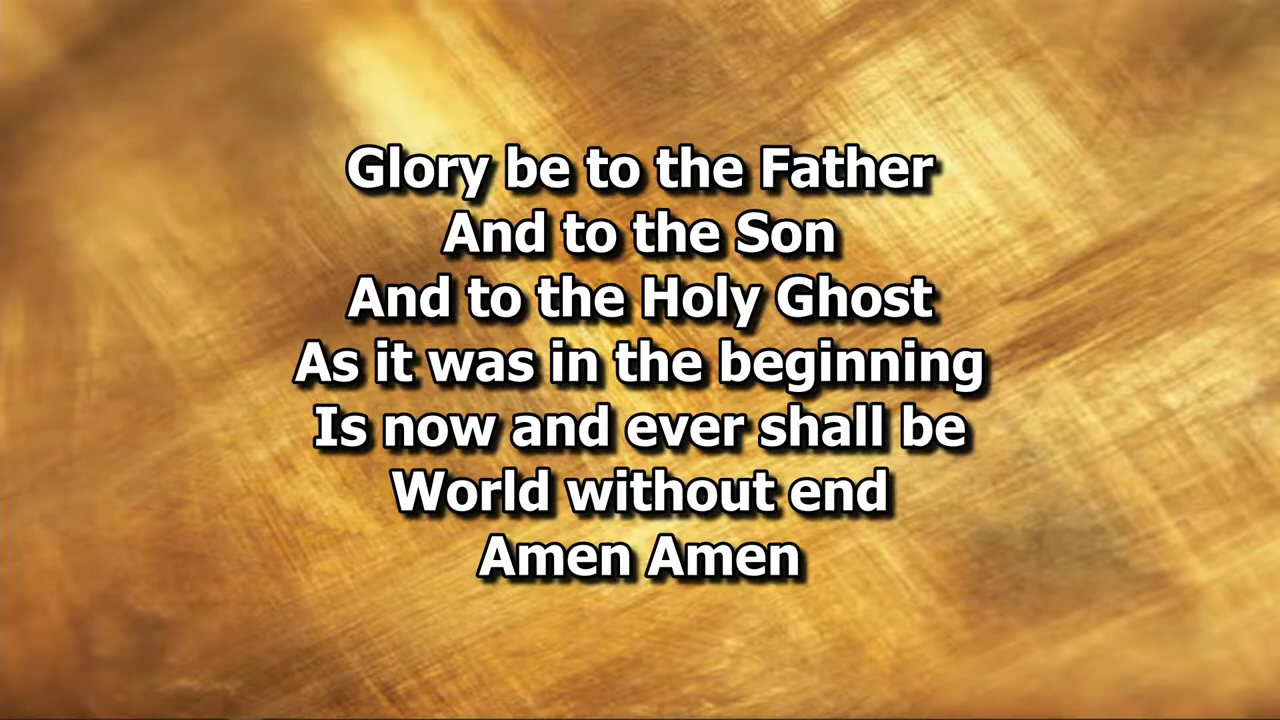 Glory be to the Father
And to the Son
And to the Holy Ghost
As it was in the beginning
Is now and ever shall be
World without end
Amen Amen